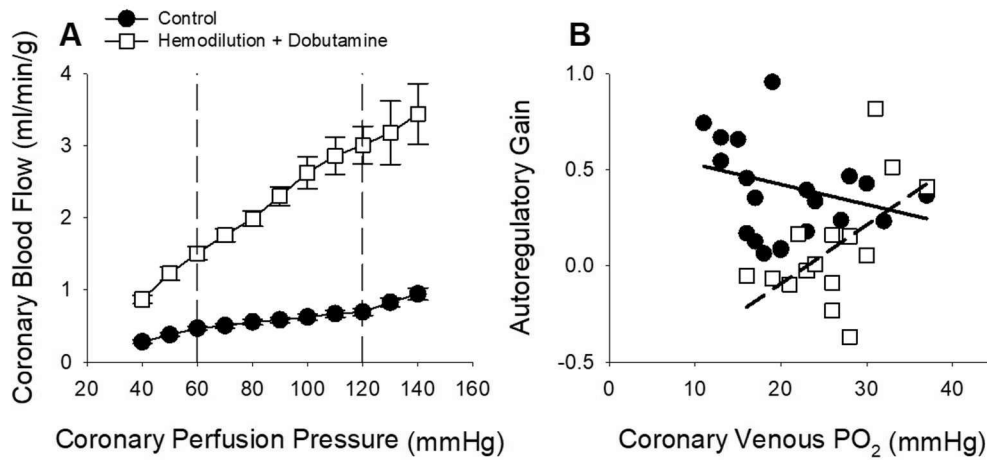 A
Control
Hemodilution + Dobutamine
Coronary Blood Flow (ml/min/g)
4
3
2
1
0
20 40 60 80 100 120 140 160
Coronary Perfusion Pressure (mmHg)
B
Autoregulatory Gain
1.0
0.5
0.0
-0.5
0 10 20 30 40
Coronary Venous PO₂ (mmHg)